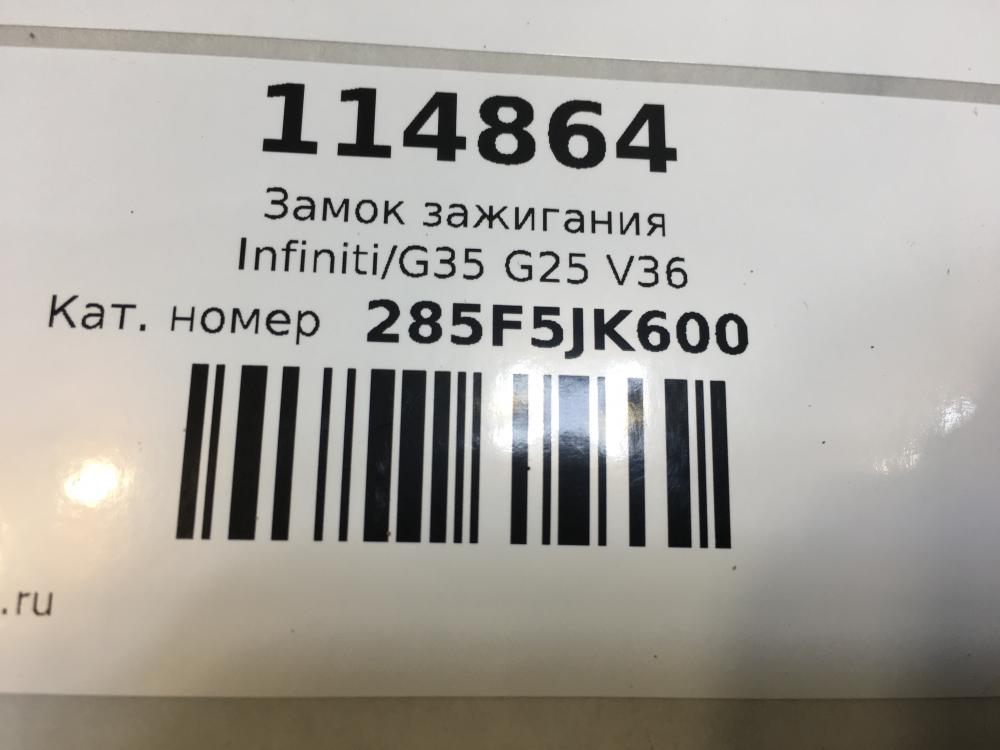 114864
Замок зажигания
Infiniti/G35 G25 V36
Кат. номер 285F5JK600
.ru